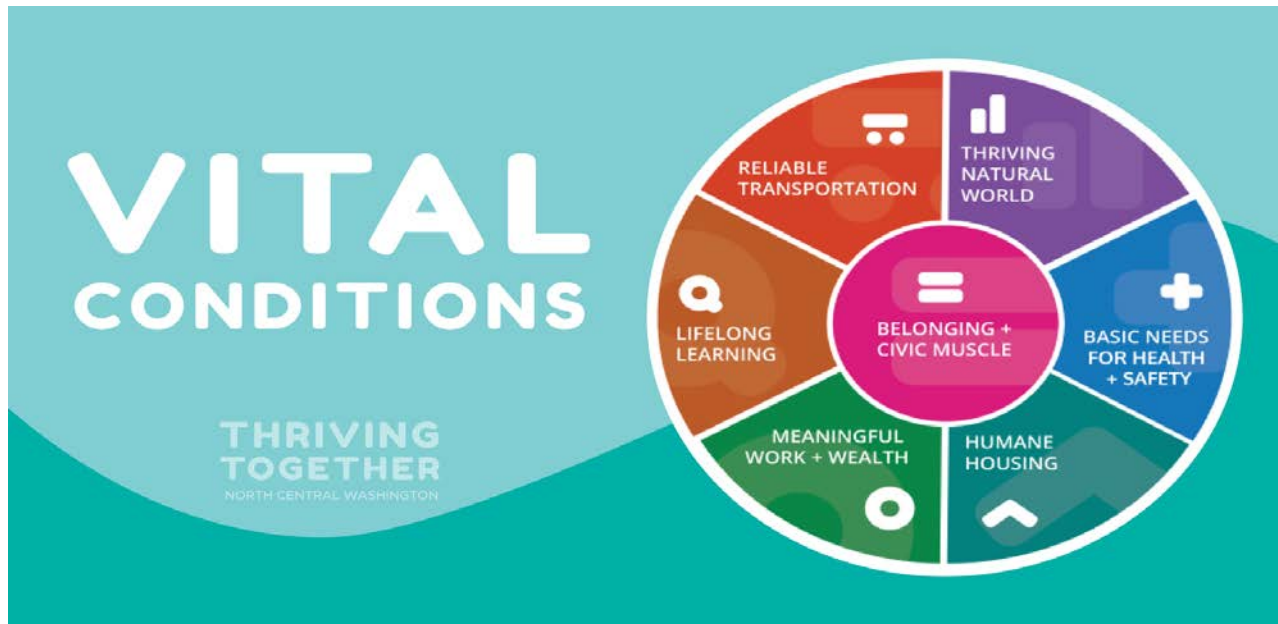 VITAL
CONDITIONS
THRIVING
TOGETHER
NORTH CENTRAL WASHINGTON
RELIABLE
TRANSPORTATION
THRIVING
NATURAL
WORLD
LIFELONG
LEARNING
BELONGING +
CIVIC MUSCLE
BASIC NEEDS
FOR HEALTH
+ SAFETY
MEANINGFUL
WORK + WEALTH
HUMANE
HOUSING